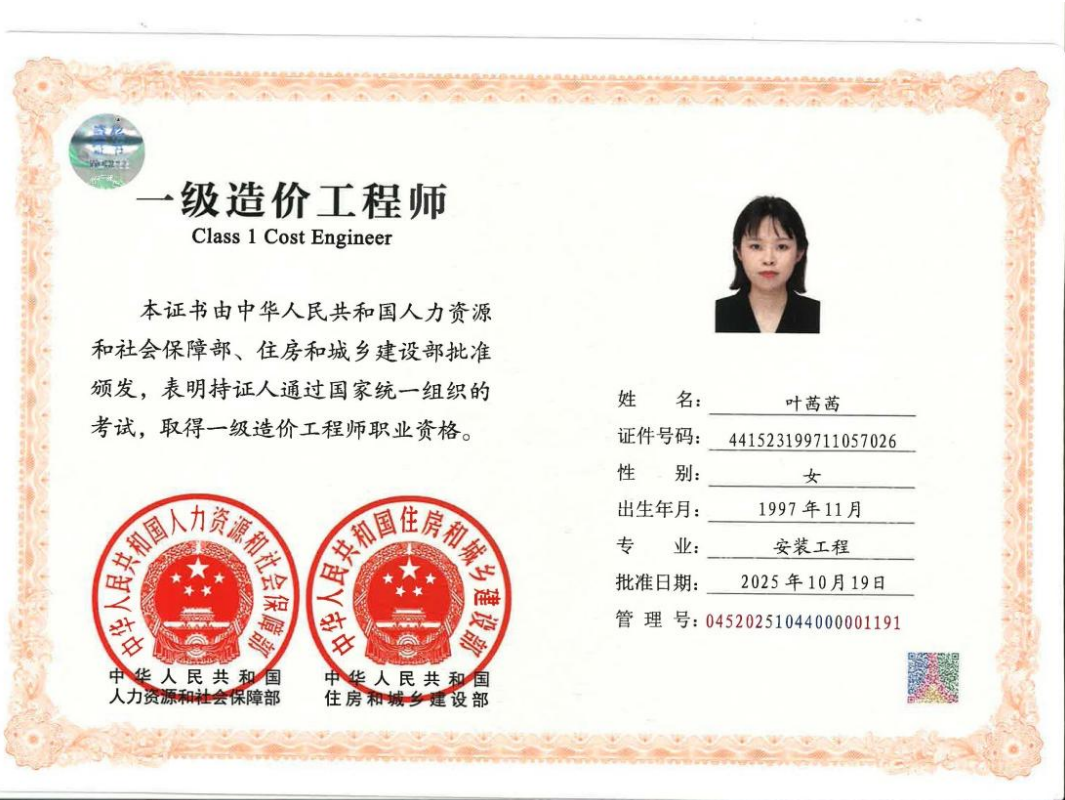 一级造价工程师
Class 1 Cost Engineer
本证书由中华人民共和国人力资源
和社会保障部、住房和城乡建设部批准
颁发，表明持证人通过国家统一组织的
考试，取得一级造价工程师职业资格。
中华人民共和国人力资源和社会保障部
中华人民共和国
人力资源和社会保障部
中华人民共和国住房和城乡建设部
中华人民共和国
住房和城乡建设部
姓 名：叶茜茜
证件号码：441523199711057026
性 别：女
出生年月：1997年11月
专 业：安装工程
批准日期：2025年10月19日
管 理 号：04520251044000001191